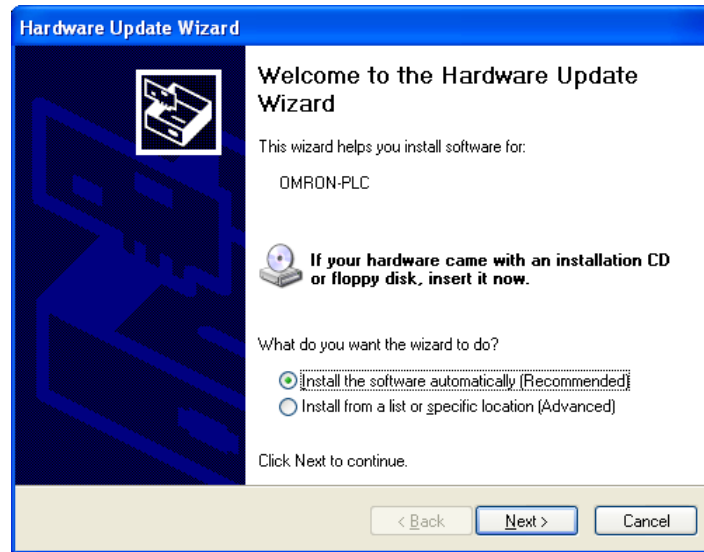 Hardware Update Wizard
Welcome to the Hardware Update
Wizard
This wizard helps you install software for:
OMRON-PLC
If your hardware came with an installation CD
or floppy disk, insert it now.
What do you want the wizard to do?
Install the software automatically (Recommended)
Install from a list or specific location (Advanced)
Click Next to continue.
< Back
Next >
Cancel